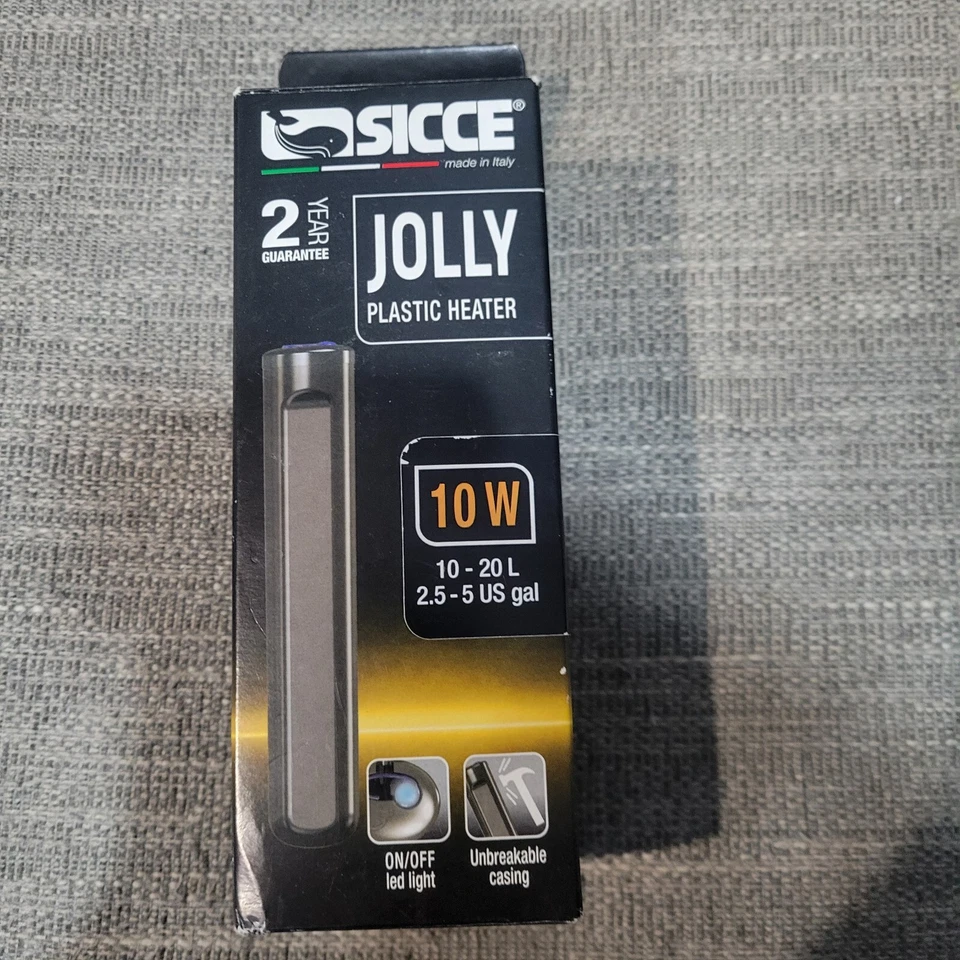 SICCE®
made in Italy
2 YEAR
GUARANTEE
JOLLY
PLASTIC HEATER
10 W
10 - 20 L
2.5 - 5 US gal
ON/OFF
led light
Unbreakable
casing